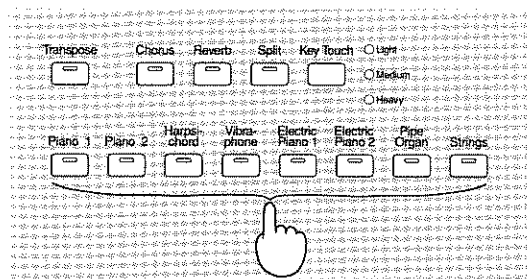 Transpose Chorus Reverb Split Key Touch Light
Medium
Heavy
Piano 1 Piano 2 Harpsi-chord Vibra-phone Electric Piano 1 Electric Piano 2 Pipe Organ Strings